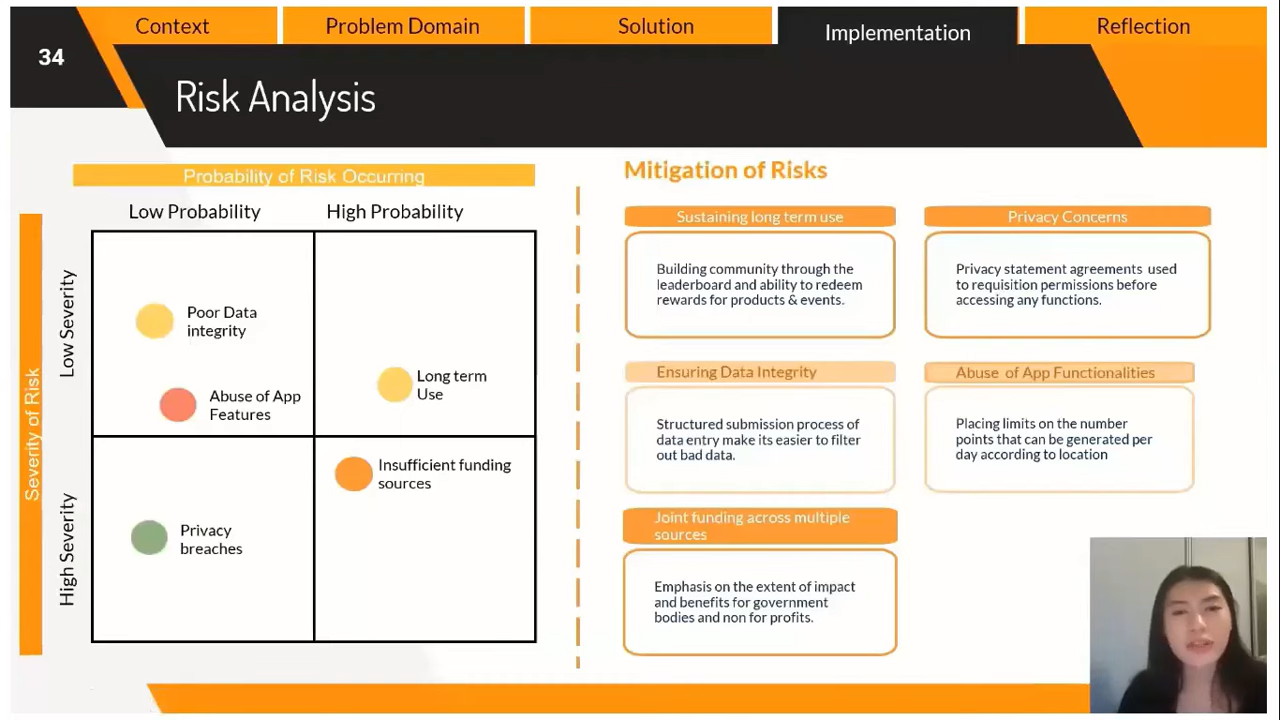 Context
Problem Domain
Solution
Implementation
Reflection
34
Risk Analysis
Probability of Risk Occurring
Low Probability
High Probability
Severity of Risk
Low Severity
High Severity
Poor Data
integrity
Abuse of App
Features
Long term
Use
Insufficient funding
sources
Privacy
breaches
Mitigation of Risks
Sustaining long term use
Building community through the
leaderboard and ability to redeem
rewards for products & events.
Privacy Concerns
Privacy statement agreements used
to requisition permissions before
accessing any functions.
Ensuring Data Integrity
Structured submission process of
data entry make its easier to filter
out bad data.
Abuse of App Functionalities
Placing limits on the number
points that can be generated per
day according to location
Joint funding across multiple
sources
Emphasis on the extent of impact
and benefits for government
bodies and non for profits.